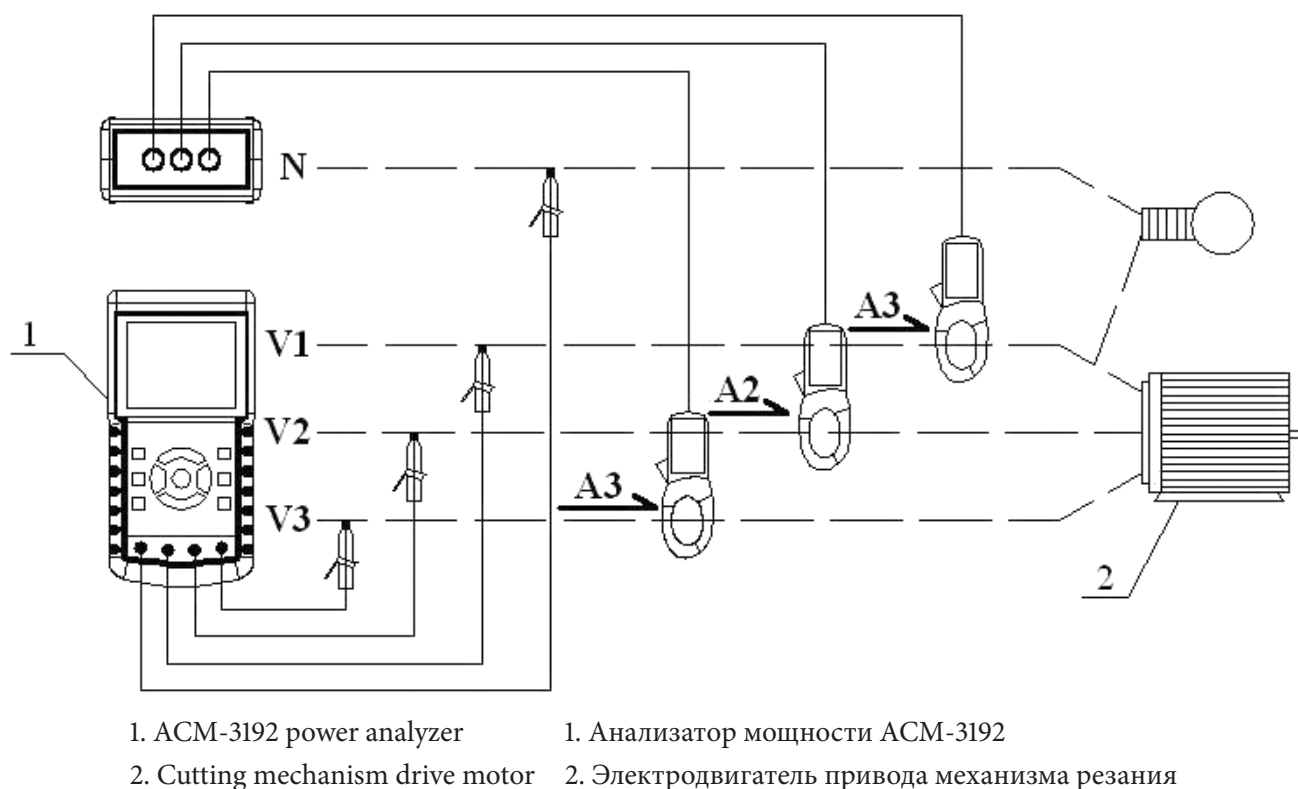 N
1
V1
A3
A2
V2
A3
V3
2
1. ACM-3192 power analyzer
2. Cutting mechanism drive motor
1. Анализатор мощности АСМ-3192
2. Электродвигатель привода механизма резания